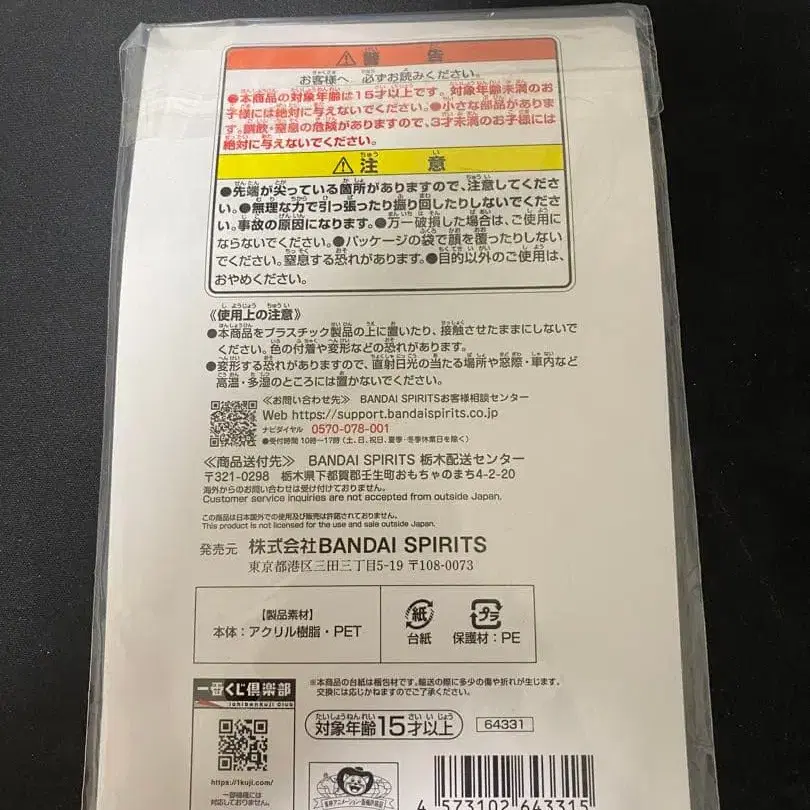 ⚠警 告
お客様へ 必ずお読みください。
●本商品の対象年齢は15才以上です。対象年齢未満のお
子様には絶対に与えないでください。●小さな部品がありま
す。誤飲・窒息の危険がありますので、3才未満のお子様には
絶対に与えないでください。
⚠注 意
●先端が尖っている箇所がありますので、注意してくださ
い。●無理な力で引っ張ったり振り回したりしないでくださ
い。事故の原因になります。●万一破損した場合は、ご使用に
ならないでください。●パッケージの袋で顔を覆ったりしない
でください。窒息する恐れがあります。●目的以外のご使用は、
おやめください。
《使用上の注意》
●本商品をプラスチック製品の上に置いたり、接触させたままにしないで
ください。色の付着や変形などの恐れがあります。
●変形する恐れがありますので、直射日光の当たる場所や窓際・車内など
高温・多湿のところには置かないでください。
≪お問い合わせ先≫ BANDAI SPIRITSお客様相談センター
Web https://support.bandaispirits.co.jp
ナビダイヤル 0570-078-001
●受付時間 10時～17時(土、日、祝日、夏季・冬季休業日を除く)
≪商品送付先≫ BANDAI SPIRITS 栃木配送センター
〒321-0298 栃木県下都賀郡壬生町おもちゃのまち4-2-20
海外からのお問い合わせは受け付けておりません。
Customer service inquiries are not accepted from outside Japan.
この商品は日本国外での使用及び販売は許諾されておりません。
This product is not licensed for the use and sale outside Japan.
発売元 株式会社BANDAI SPIRITS
東京都港区三田三丁目5-19 〒108-0073
【製品素材】
本体：アクリル樹脂・PET
紙
台紙
プラ
保護材：PE
一番くじ倶楽部
Ichibankuji Club
※本商品の台紙は梱包材です。輸送の際に多少の傷や折れが生じます。
交換には応じかねますのでご了承ください。
対象年齢15才以上
64331
https://1kuji.com/
一部機種には
対応しておりません。
4 573102 643315